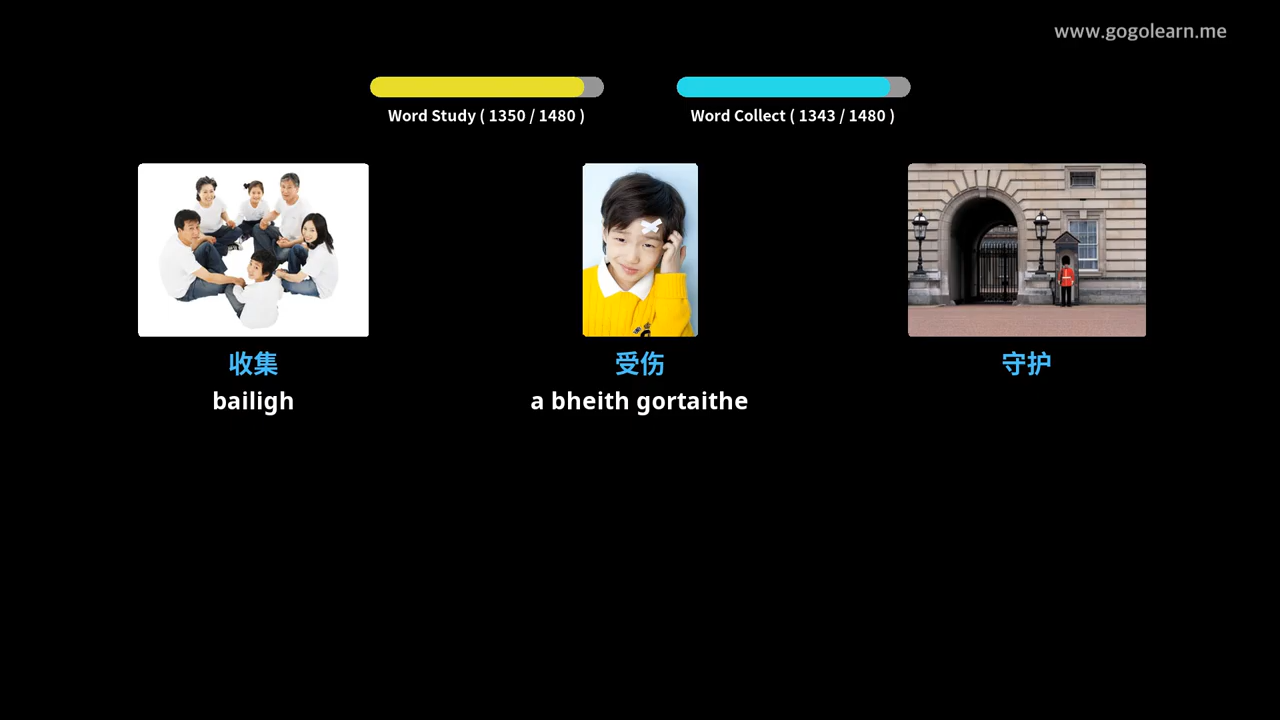 www.gogolearn.me
Word Study ( 1350 / 1480 )
Word Collect ( 1343 / 1480 )
收集
受伤
守护
bailigh
a bheith gortaithe